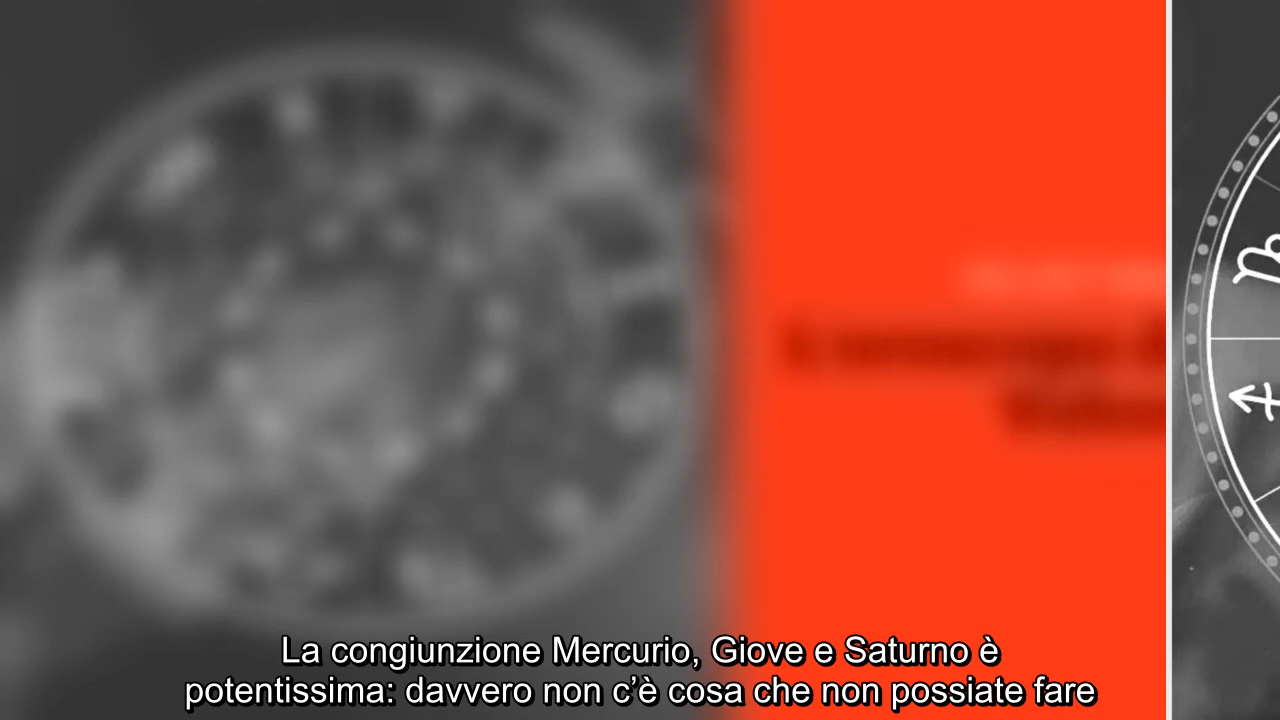 La congiunzione Mercurio, Giove e Saturno è
potentissima: davvero non c’è cosa che non possiate fare